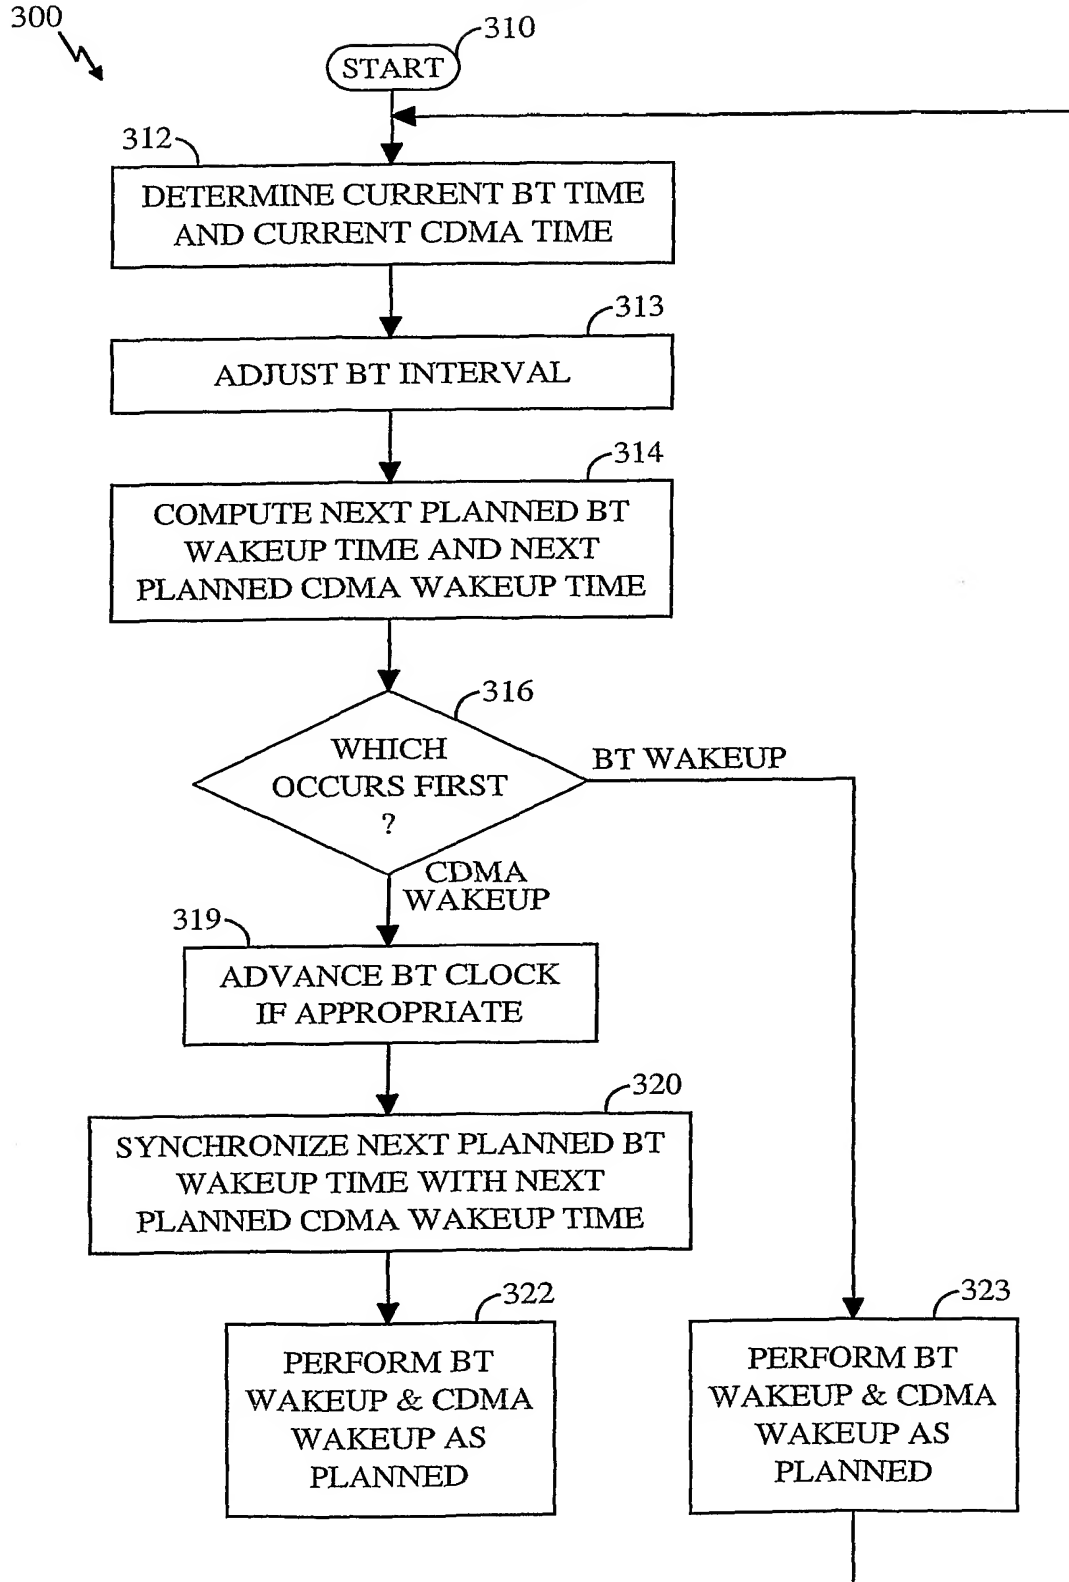 300
310
START
312
DETERMINE CURRENT BT TIME
AND CURRENT CDMA TIME
313
ADJUST BT INTERVAL
314
COMPUTE NEXT PLANNED BT
WAKEUP TIME AND NEXT
PLANNED CDMA WAKEUP TIME
316
WHICH
OCCURS FIRST
?
BT WAKEUP
CDMA
WAKEUP
319
ADVANCE BT CLOCK
IF APPROPRIATE
320
SYNCHRONIZE NEXT PLANNED BT
WAKEUP TIME WITH NEXT
PLANNED CDMA WAKEUP TIME
322
PERFORM BT
WAKEUP & CDMA
WAKEUP AS
PLANNED
323
PERFORM BT
WAKEUP & CDMA
WAKEUP AS
PLANNED